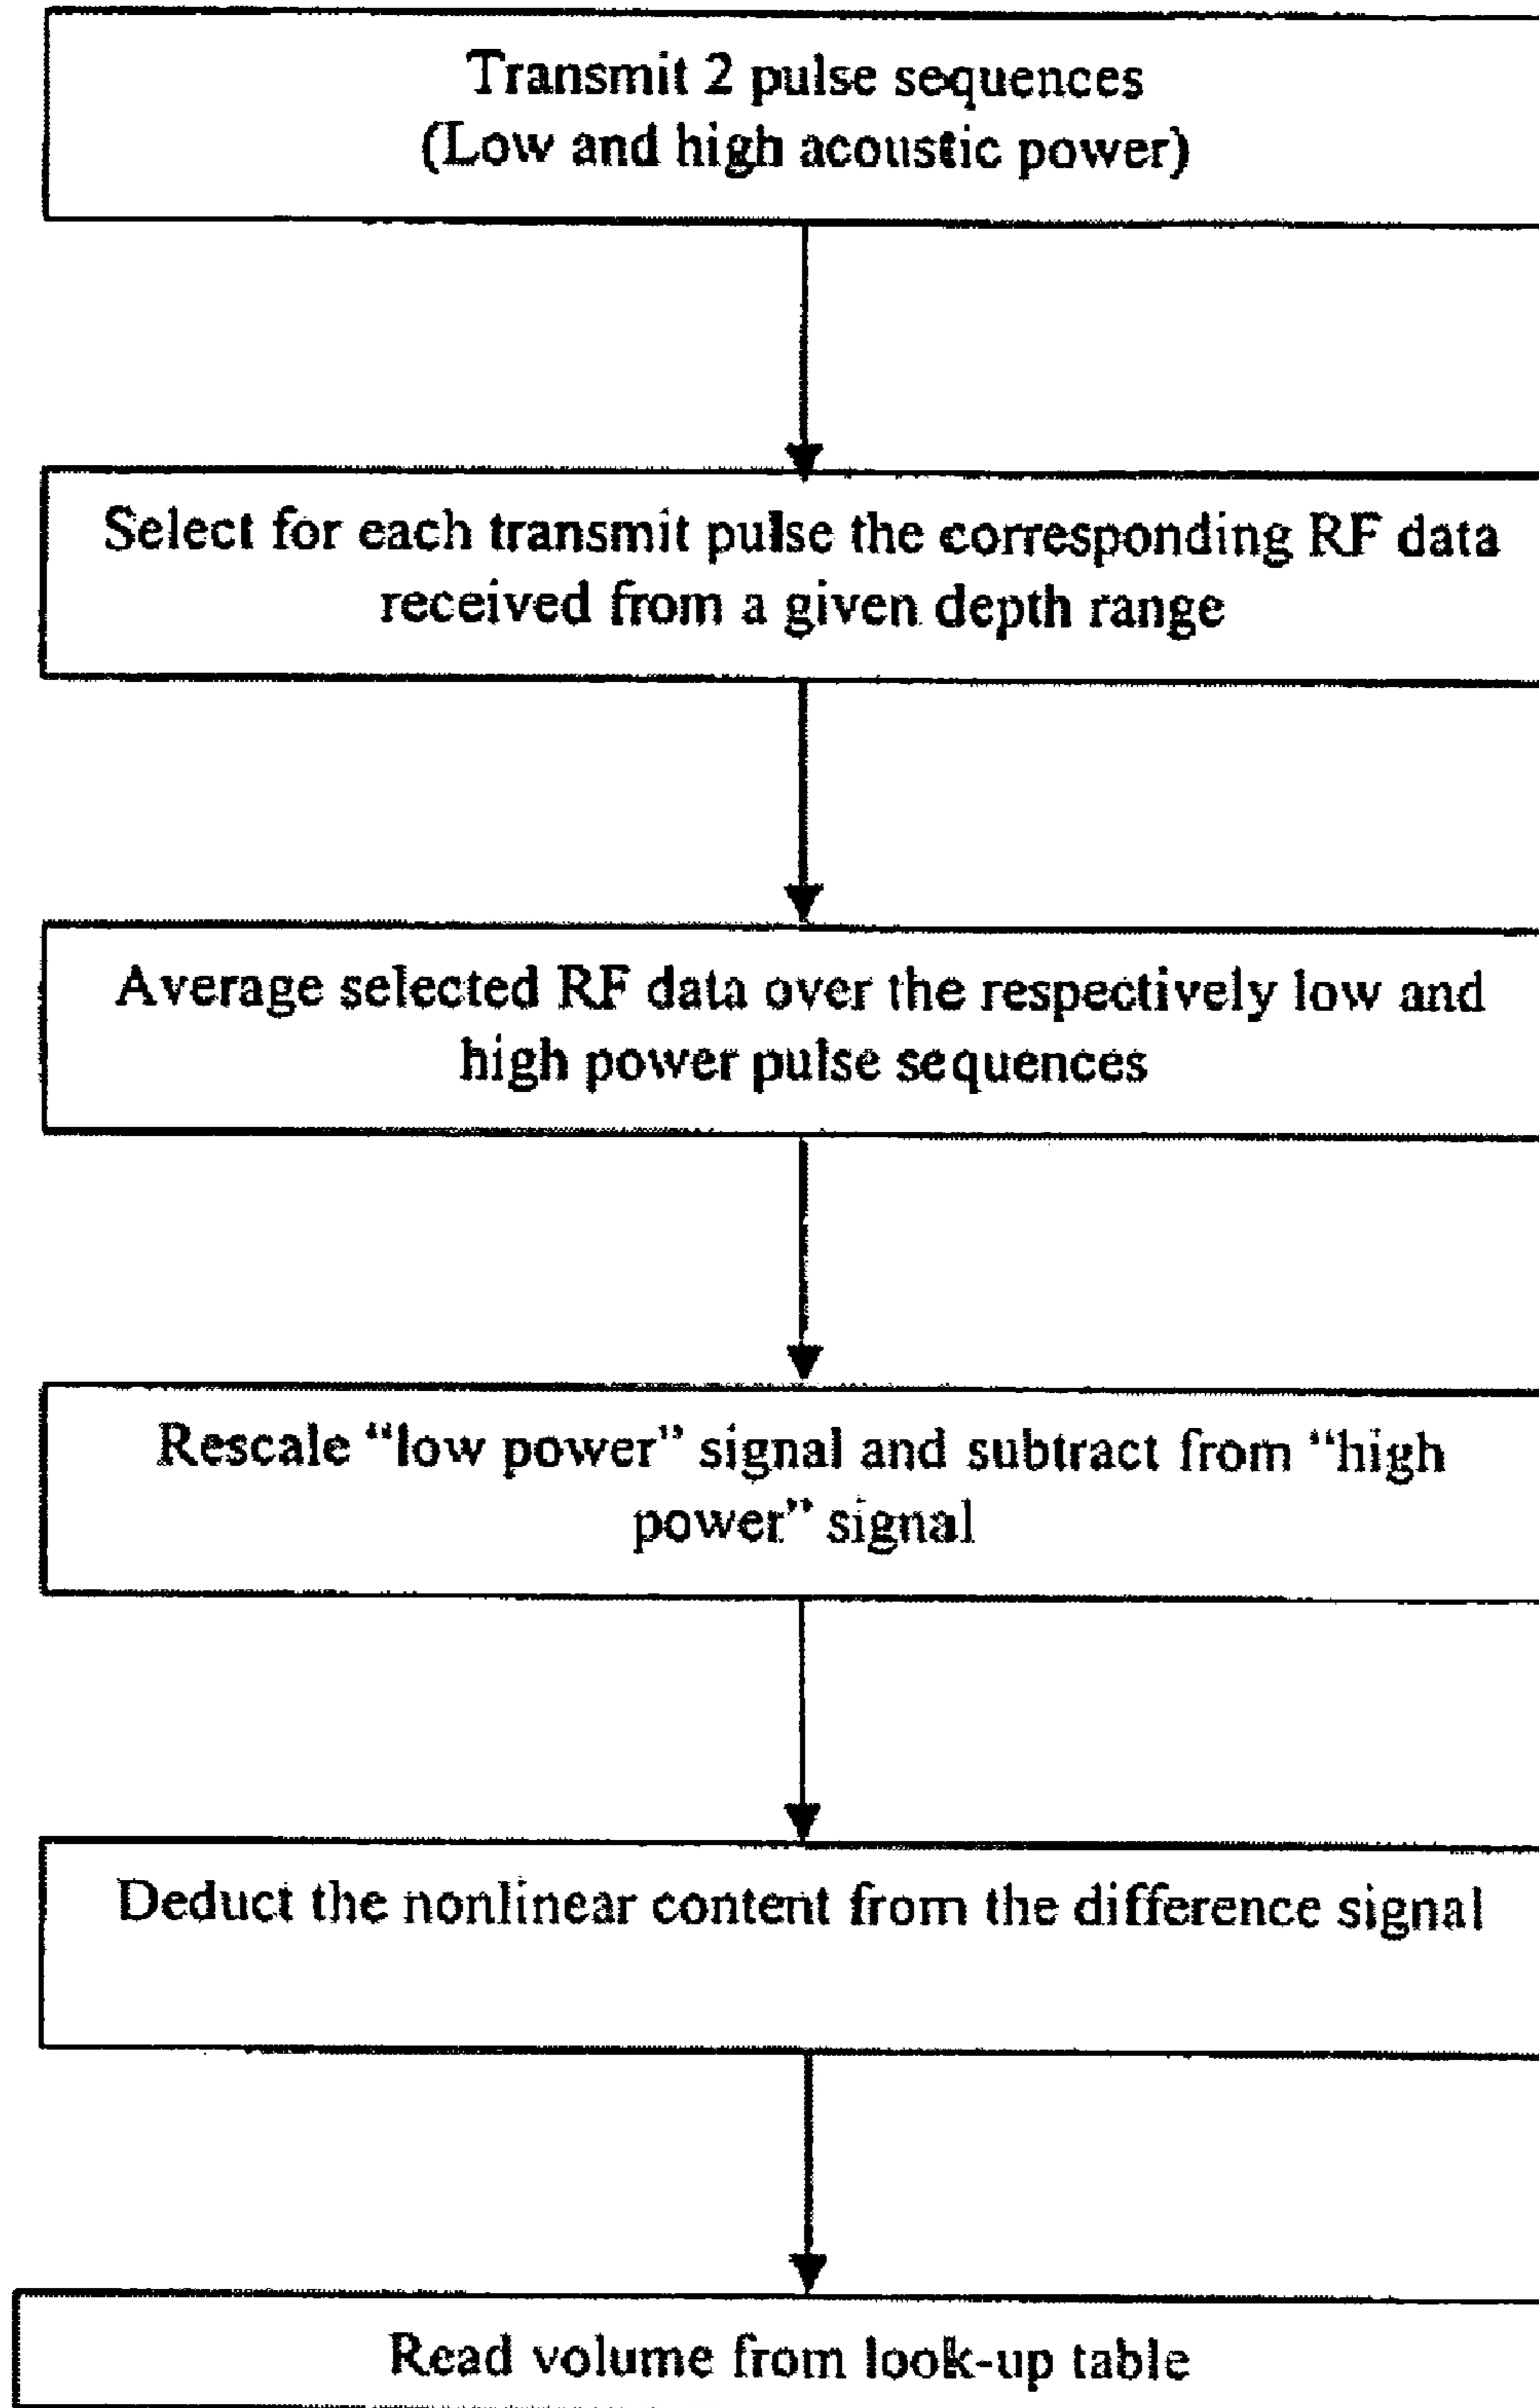 Transmit 2 pulse sequences
(Low and high acoustic power)
Select for each transmit pulse the corresponding RF data
received from a given depth range
Average selected RF data over the respectively low and
high power pulse sequences
Rescale “low power” signal and subtract from “high
power” signal
Deduct the nonlinear content from the difference signal
Read volume from look-up table